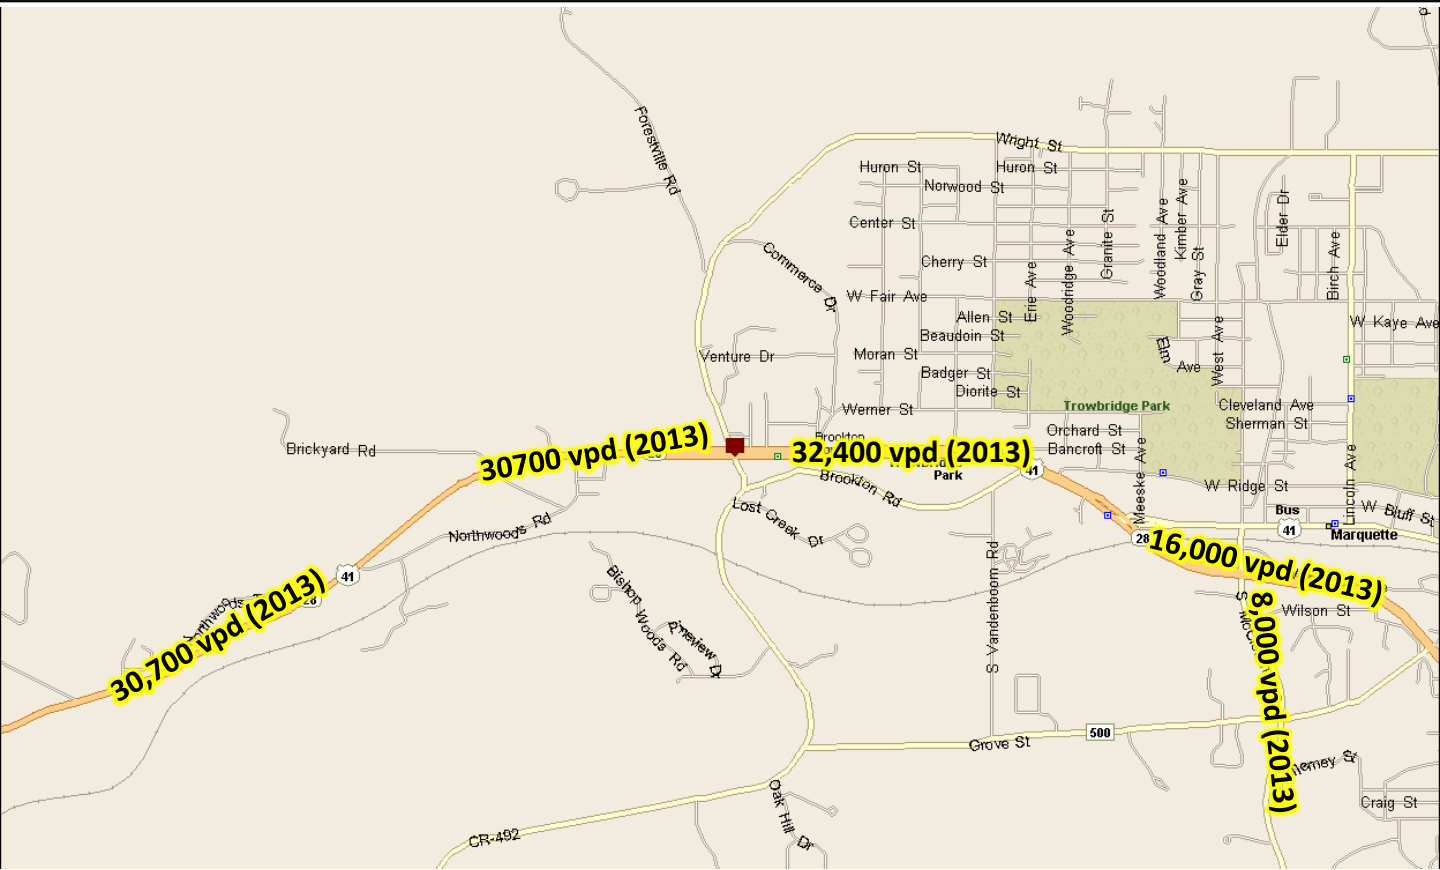 Wright St
Forestville Rd
Huron St
Huron St
Norwood St
Center St
Commerce Dr
Cherry St
Erie Ave
Woodridge Ave
Granite St
Woodland Ave
Kimber Ave
Gray St
Elder Dr
Birch Ave
W Fair Ave
Allen St
Beaudoin St
W Kaye Ave
Venture Dr
Moran St
Elm
Ave
West Ave
Badger St
Diorite St
Werner St
Trowbridge Park
Cleveland Ave
Sherman St
Orchard St
Bancroft St
Brickyard Rd
30700 vpd (2013)
Brookton
32,400 vpd (2013)
Park
41
Meeske Ave
Lincoln Ave
Brookton Rd
W Ridge St
Bus
41
W Bluff St
Marquette
Northwoods Rd
Lost Creek Dr
28
16,000 vpd (2013)
41
28
30,700 vpd (2013)
Bishop Woods Rd
S Vandenboom Rd
Wilson St
8,000 vpd (2013)
Grove St
500
Craig St
Oak Hill Dr
CR-492